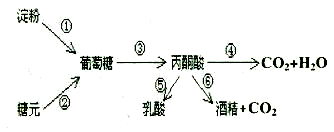 淀粉
①
葡萄糖
③
丙酮酸
④
CO₂+H₂O
糖元
②
⑤
⑥
乳酸
酒精+CO₂